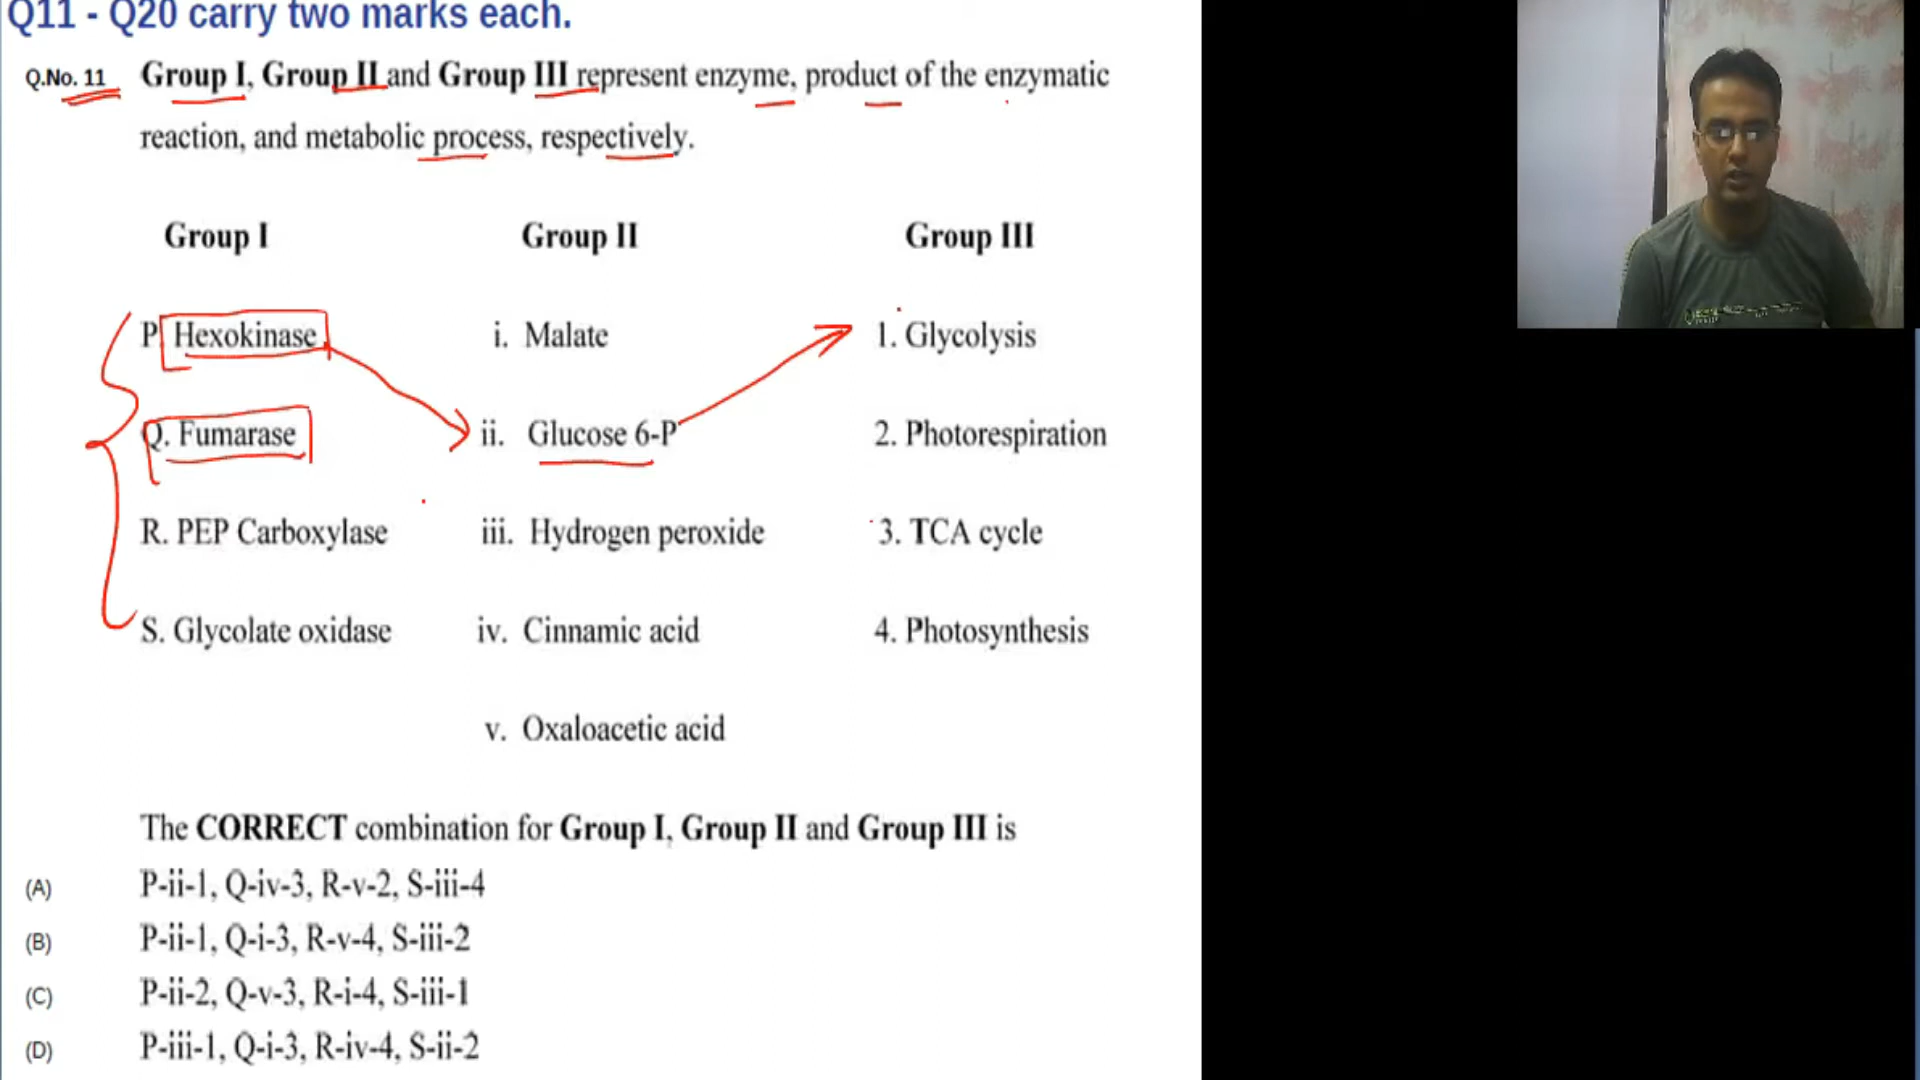 Q11 - Q20 carry two marks each.
Q.No. 11 Group I, Group II and Group III represent enzyme, product of the enzymatic
reaction, and metabolic process, respectively.
Group I Group II Group III
P. Hexokinase i. Malate 1. Glycolysis
Q. Fumarase ii. Glucose 6-P 2. Photorespiration
R. PEP Carboxylase iii. Hydrogen peroxide 3. TCA cycle
S. Glycolate oxidase iv. Cinnamic acid 4. Photosynthesis
v. Oxaloacetic acid
The CORRECT combination for Group I, Group II and Group III is
(A) P-ii-1, Q-iv-3, R-v-2, S-iii-4
(B) P-ii-1, Q-i-3, R-v-4, S-iii-2
(C) P-ii-2, Q-v-3, R-i-4, S-iii-1
(D) P-iii-1, Q-i-3, R-iv-4, S-ii-2